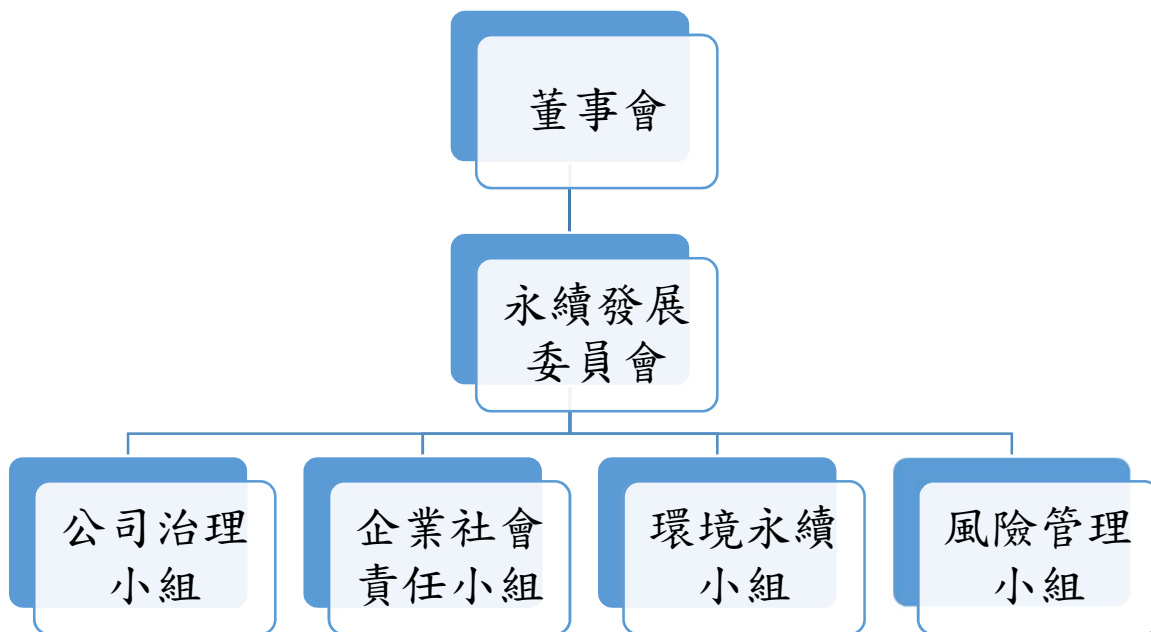 董事會
永續發展
委員會
公司治理
小組
企業社會
責任小組
環境永續
小組
風險管理
小組